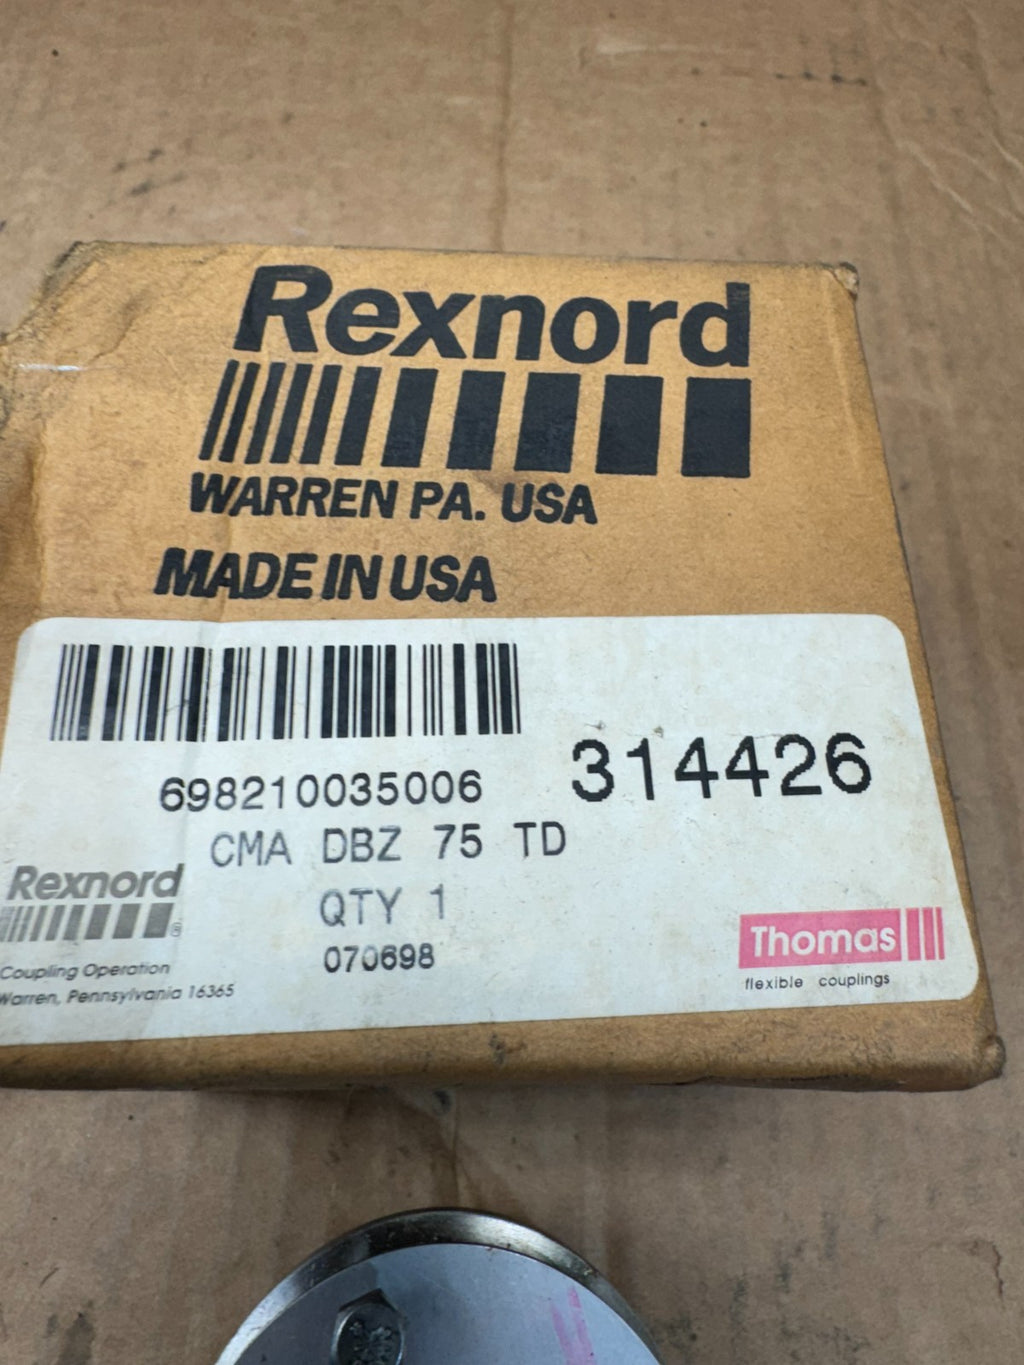 Rexnord
WARREN PA. USA
MADE IN USA
698210035006
314426
CMA DBZ 75 TD
QTY 1
070698
Rexnord ®
Coupling Operation
Warren, Pennsylvania 16365
Thomas
flexible couplings